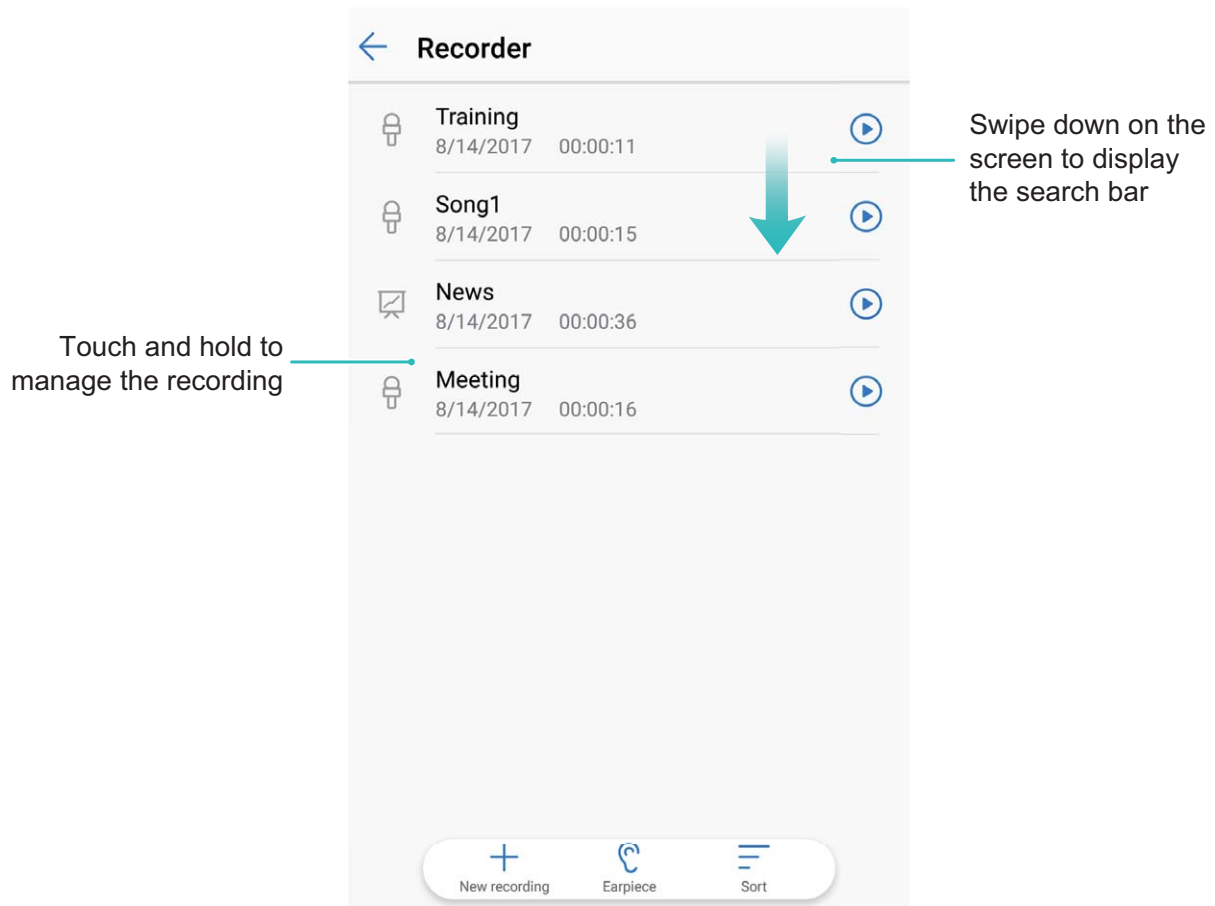 Recorder
Training
8/14/2017 00:00:11
Swipe down on the
screen to display
the search bar
Song1
8/14/2017 00:00:15
News
8/14/2017 00:00:36
Touch and hold to
manage the recording
Meeting
8/14/2017 00:00:16
New recording
Earpiece
Sort